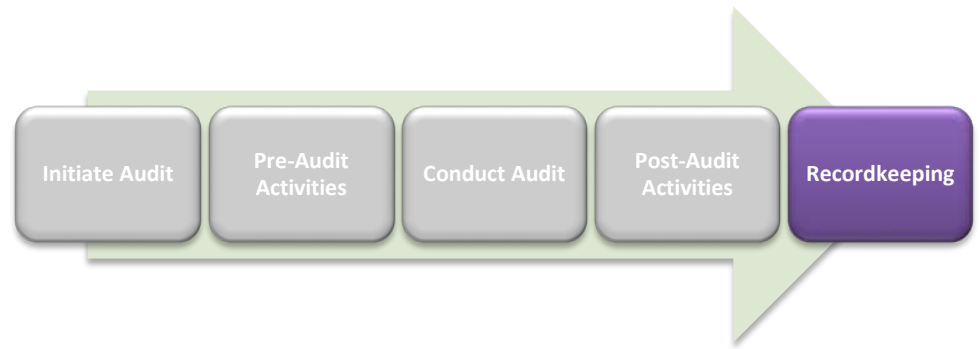 Initiate Audit
Pre-Audit
Activities
Conduct Audit
Post-Audit
Activities
Recordkeeping